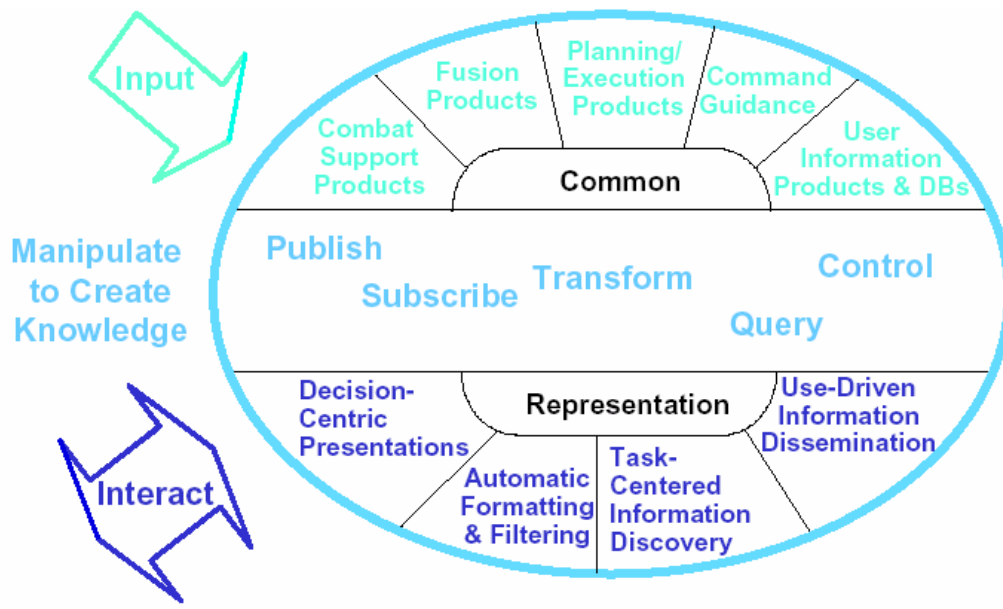 Input
Combat
Support
Products
Fusion
Products
Planning/
Execution
Products
Command
Guidance
User
Information
Products & DBs
Common
Manipulate
to Create
Knowledge
Publish
Subscribe
Transform
Control
Query
Interact
Representation
Decision-
Centric
Presentations
Automatic
Formatting
& Filtering
Task-
Centered
Information
Discovery
Use-Driven
Information
Dissemination